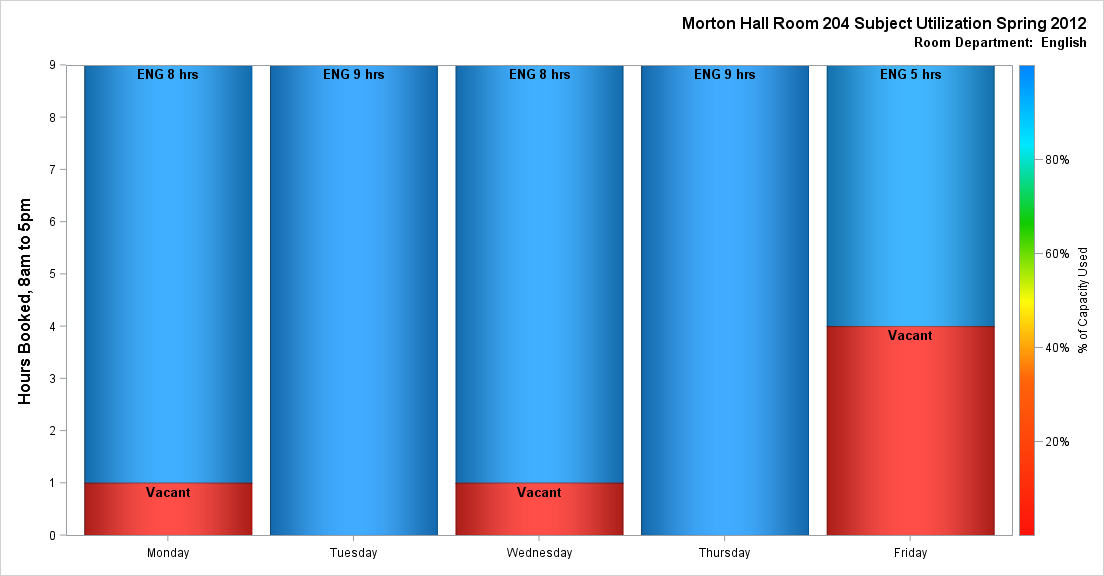 Morton Hall Room 204 Subject Utilization Spring 2012
Room Department: English
Hours Booked, 8am to 5pm
9
8
7
6
5
4
3
2
1
0
ENG 8 hrs
Vacant
ENG 9 hrs
ENG 8 hrs
Vacant
ENG 9 hrs
ENG 5 hrs
Vacant
Monday
Tuesday
Wednesday
Thursday
Friday
80%
60%
40%
20%
% of Capacity Used